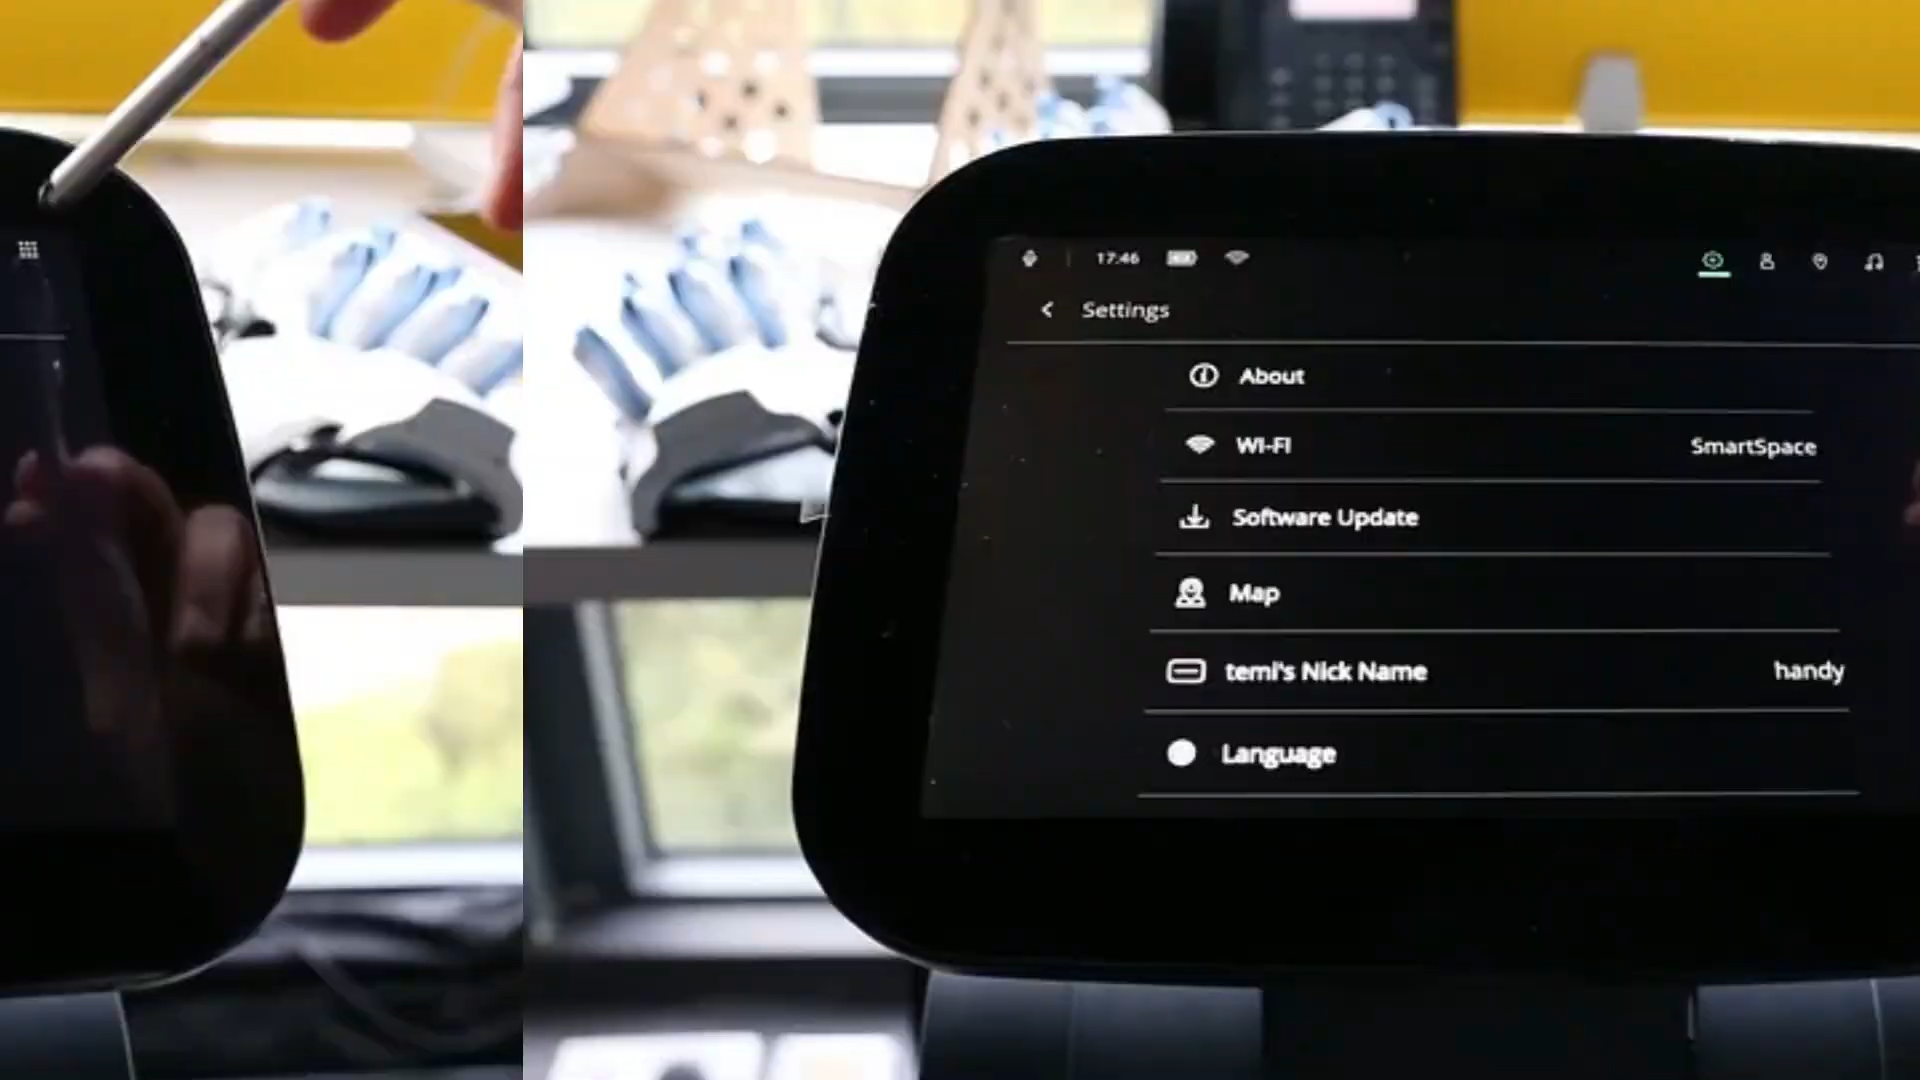 17:46
Settings
About
WI-FI SmartSpace
Software Update
Map
temi's Nick Name handy
Language